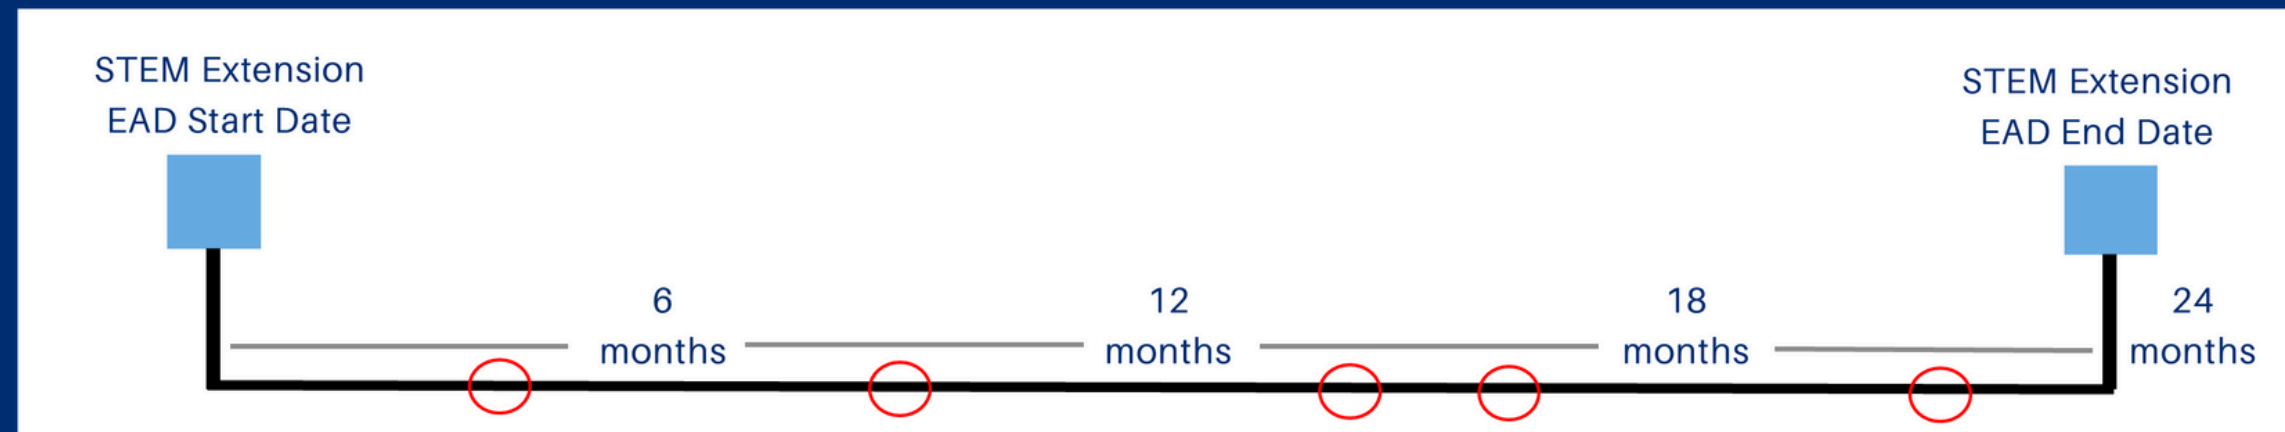 STEM Extension
EAD Start Date
STEM Extension
EAD End Date
6
months
12
months
18
months
24
months